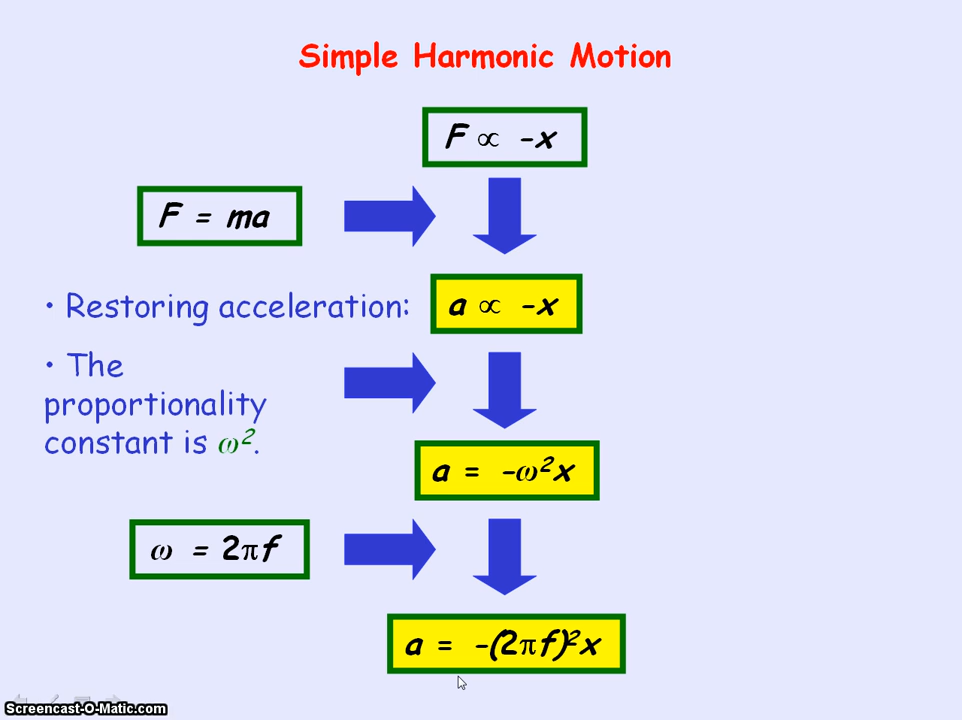 Simple Harmonic Motion
F ∝ -x
F = ma
• Restoring acceleration:
a ∝ -x
• The
proportionality
constant is ω².
a = -ω²x
ω = 2πf
a = -(2πf)²x
Screencast-O-Matic.com